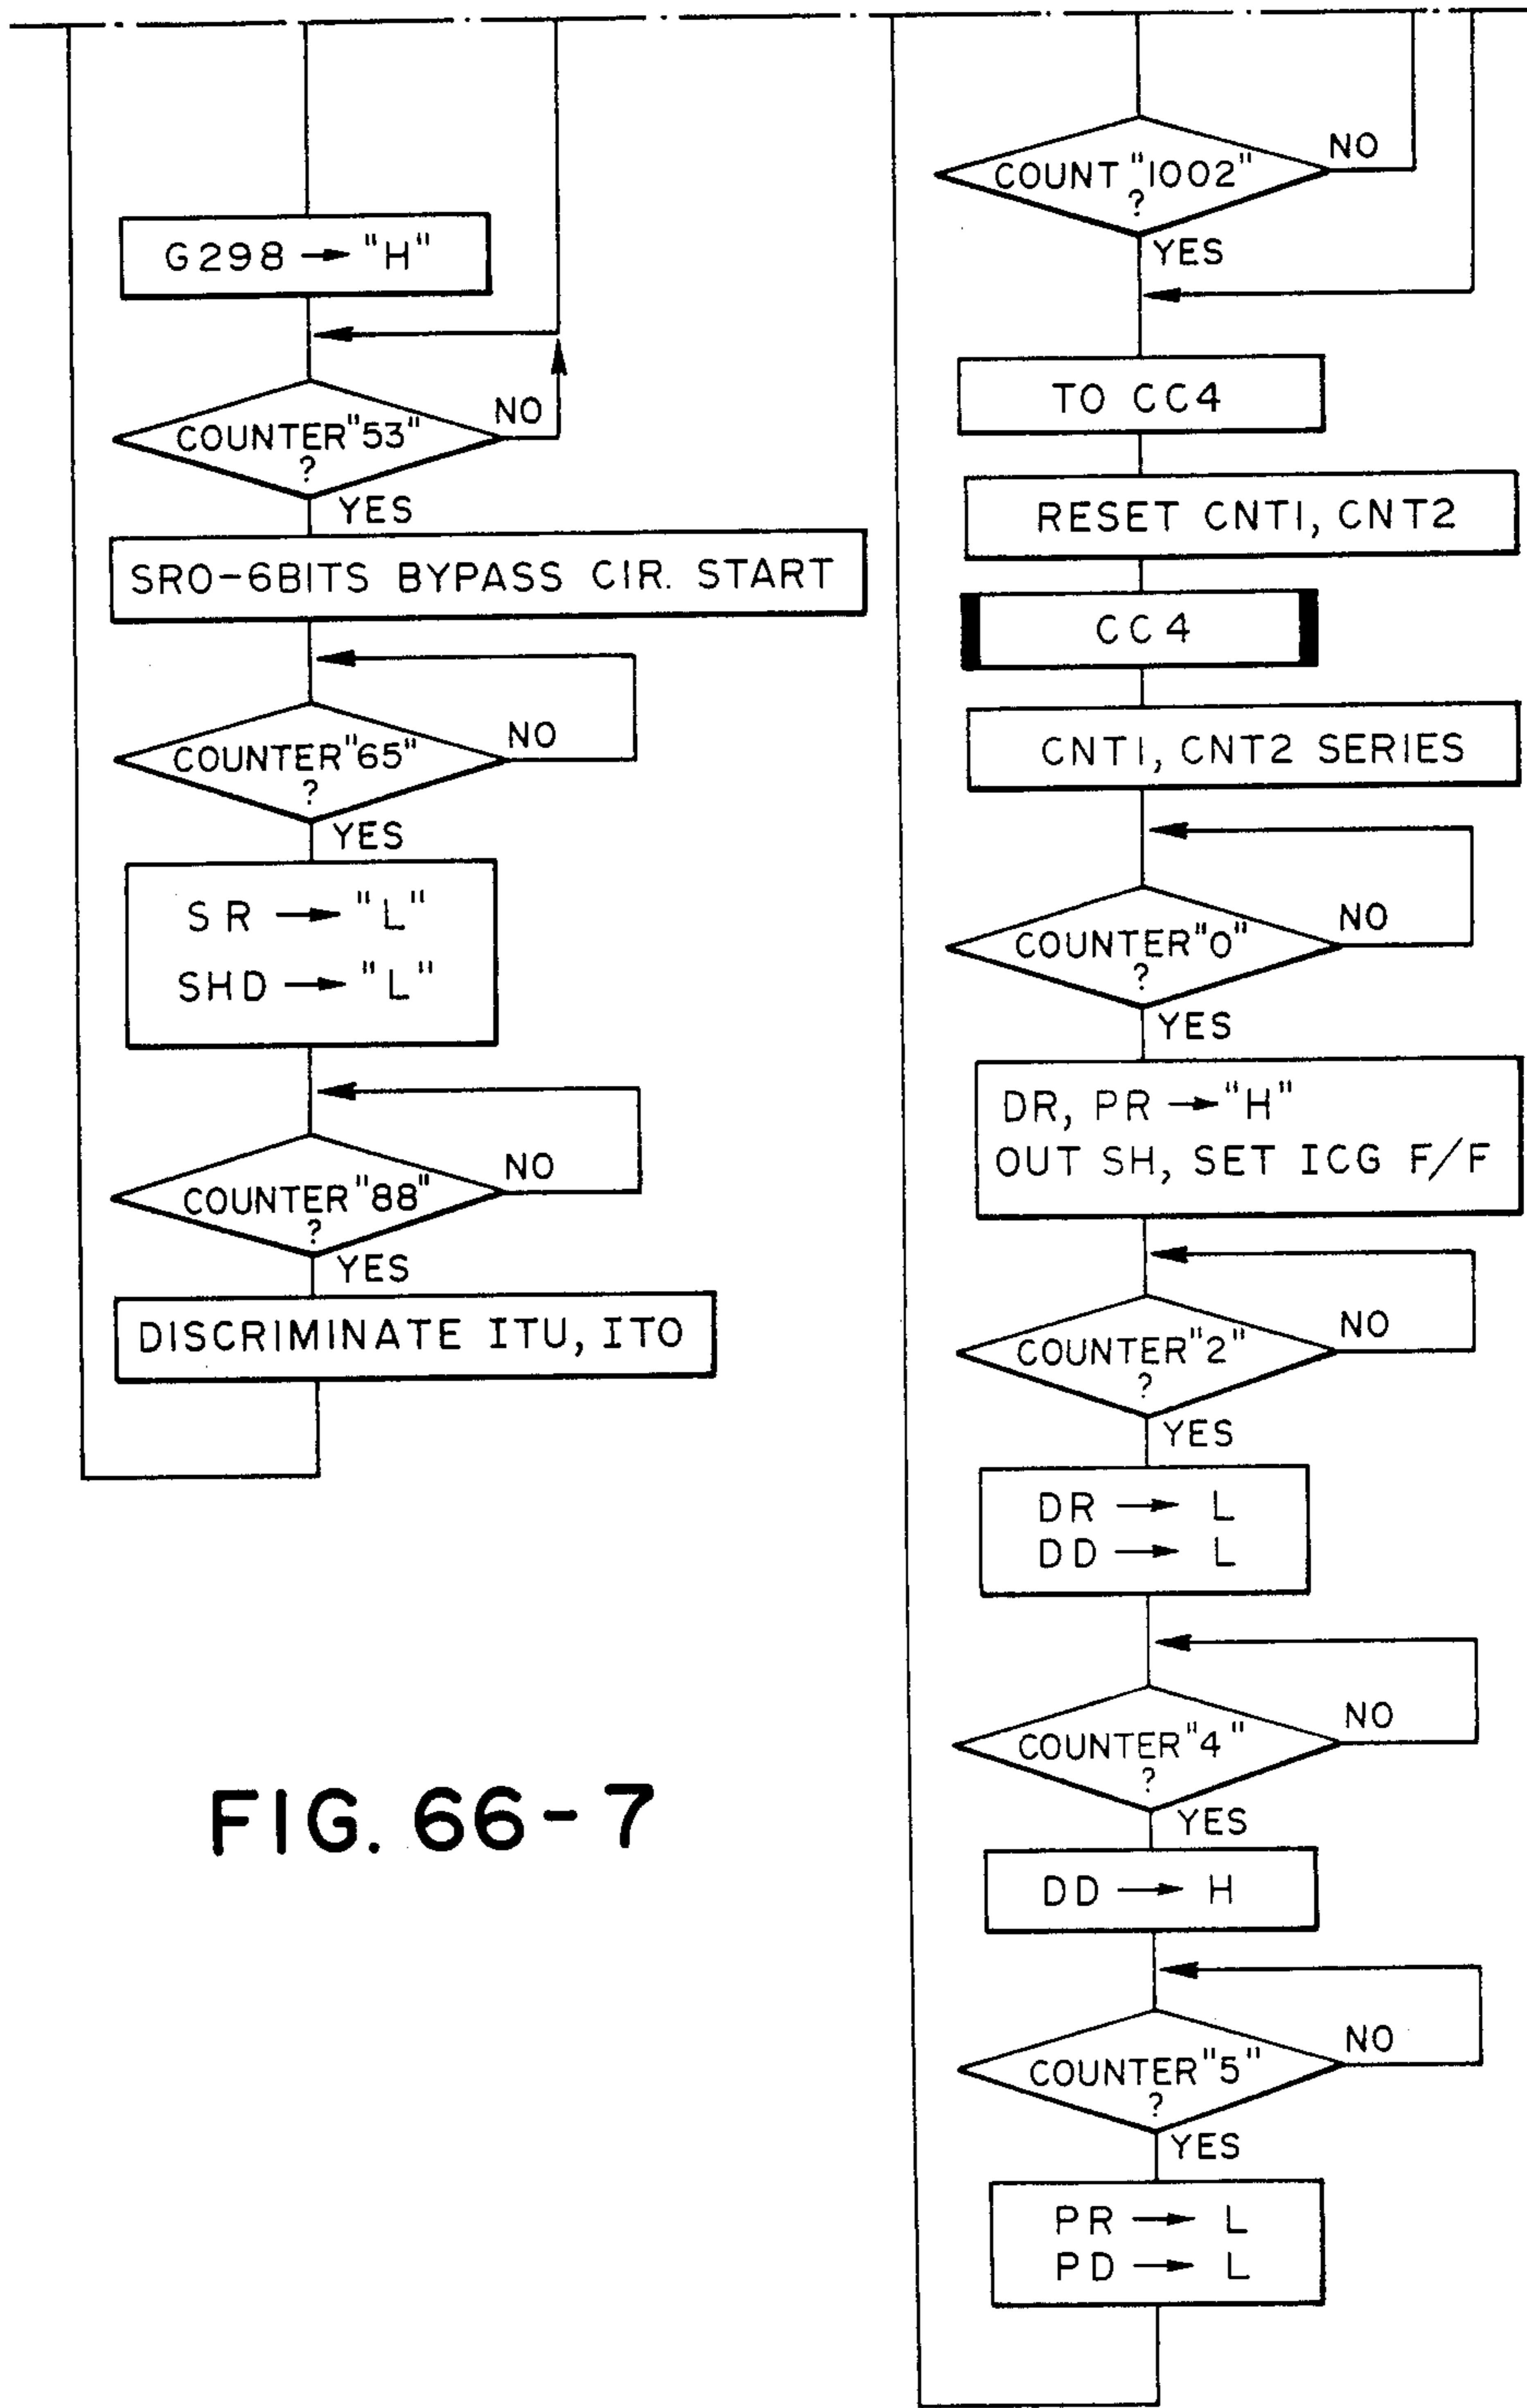 G298 → "H"
COUNTER "53"
?
NO
YES
SRO-6BITS BYPASS CIR. START
COUNTER "65"
?
NO
YES
SR → "L"
SHD → "L"
COUNTER "88"
?
NO
YES
DISCRIMINATE ITU, ITO
FIG. 66-7
COUNT "1002"
?
NO
YES
TO CC4
RESET CNT1, CNT2
CC4
CNT1, CNT2 SERIES
COUNTER "0"
?
NO
YES
DR, PR → "H"
OUT SH, SET ICG F/F
COUNTER "2"
?
NO
YES
DR → L
DD → L
COUNTER "4"
?
NO
YES
DD → H
COUNTER "5"
?
NO
YES
PR → L
PD → L